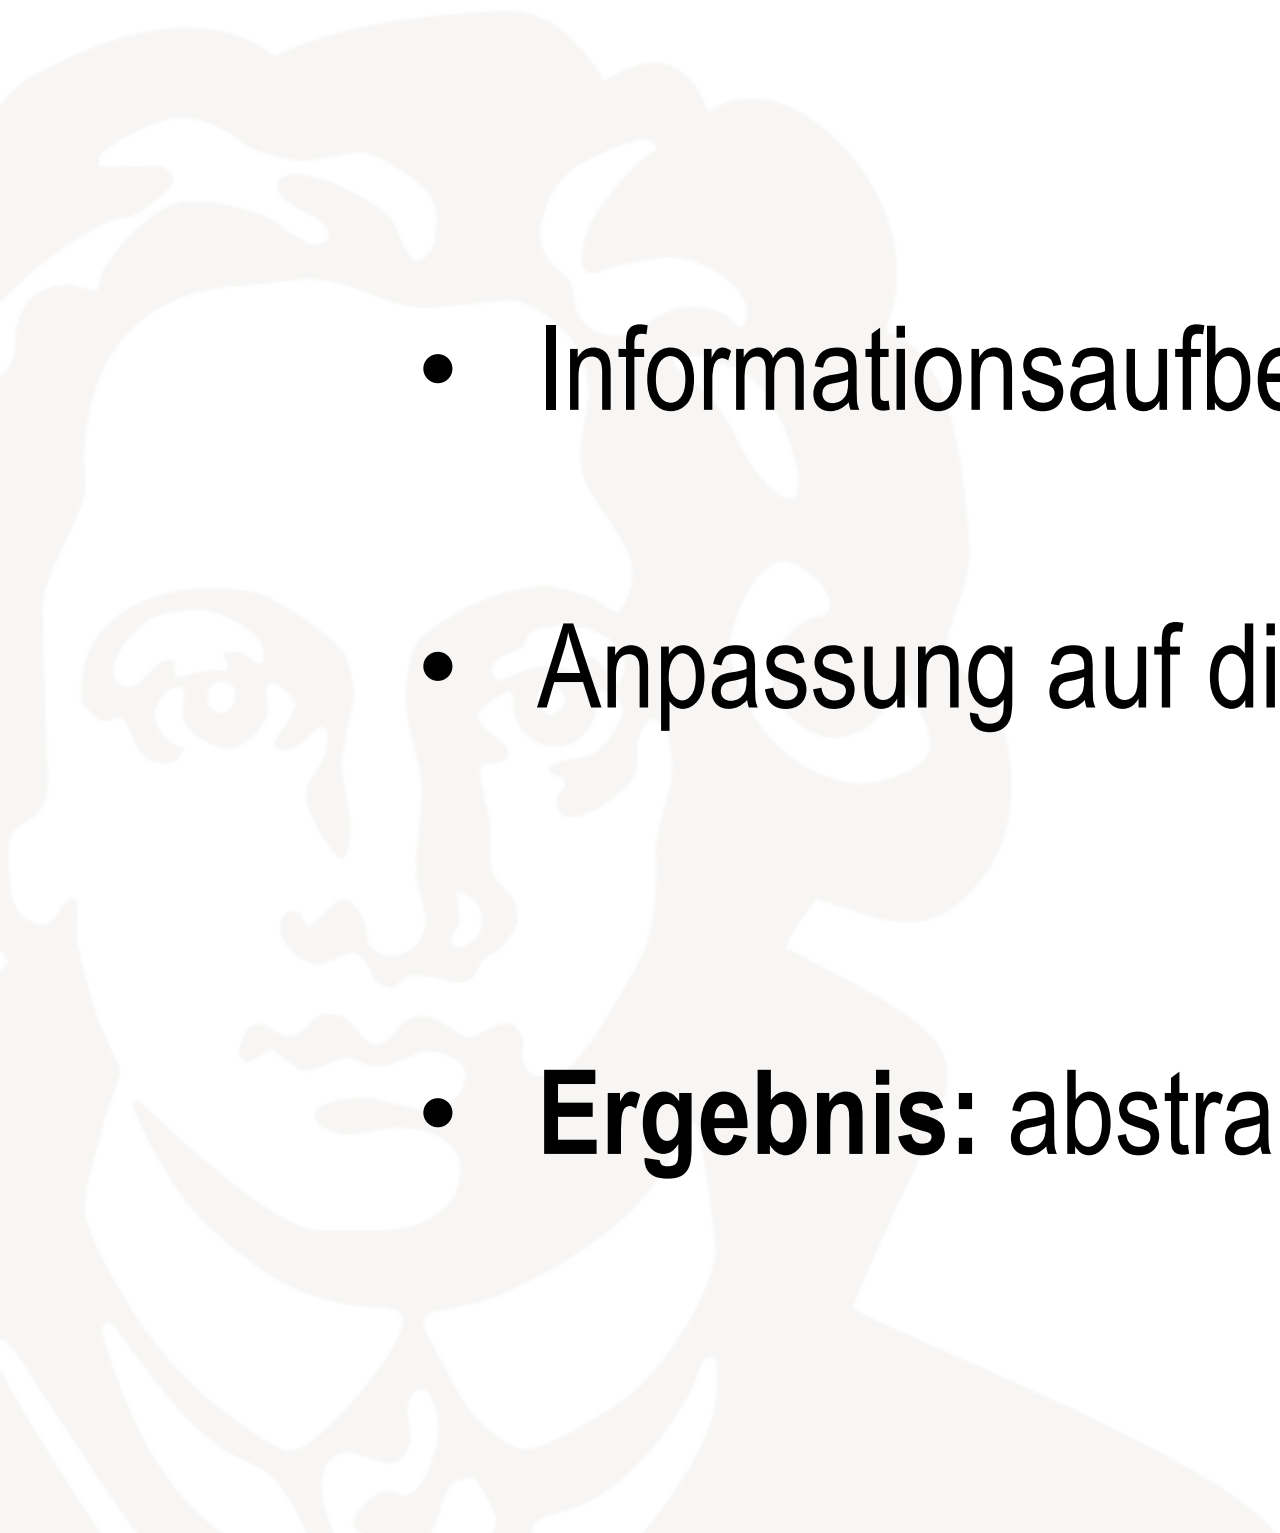 • Informationsaufbe
• Anpassung auf di
• Ergebnis: abstra